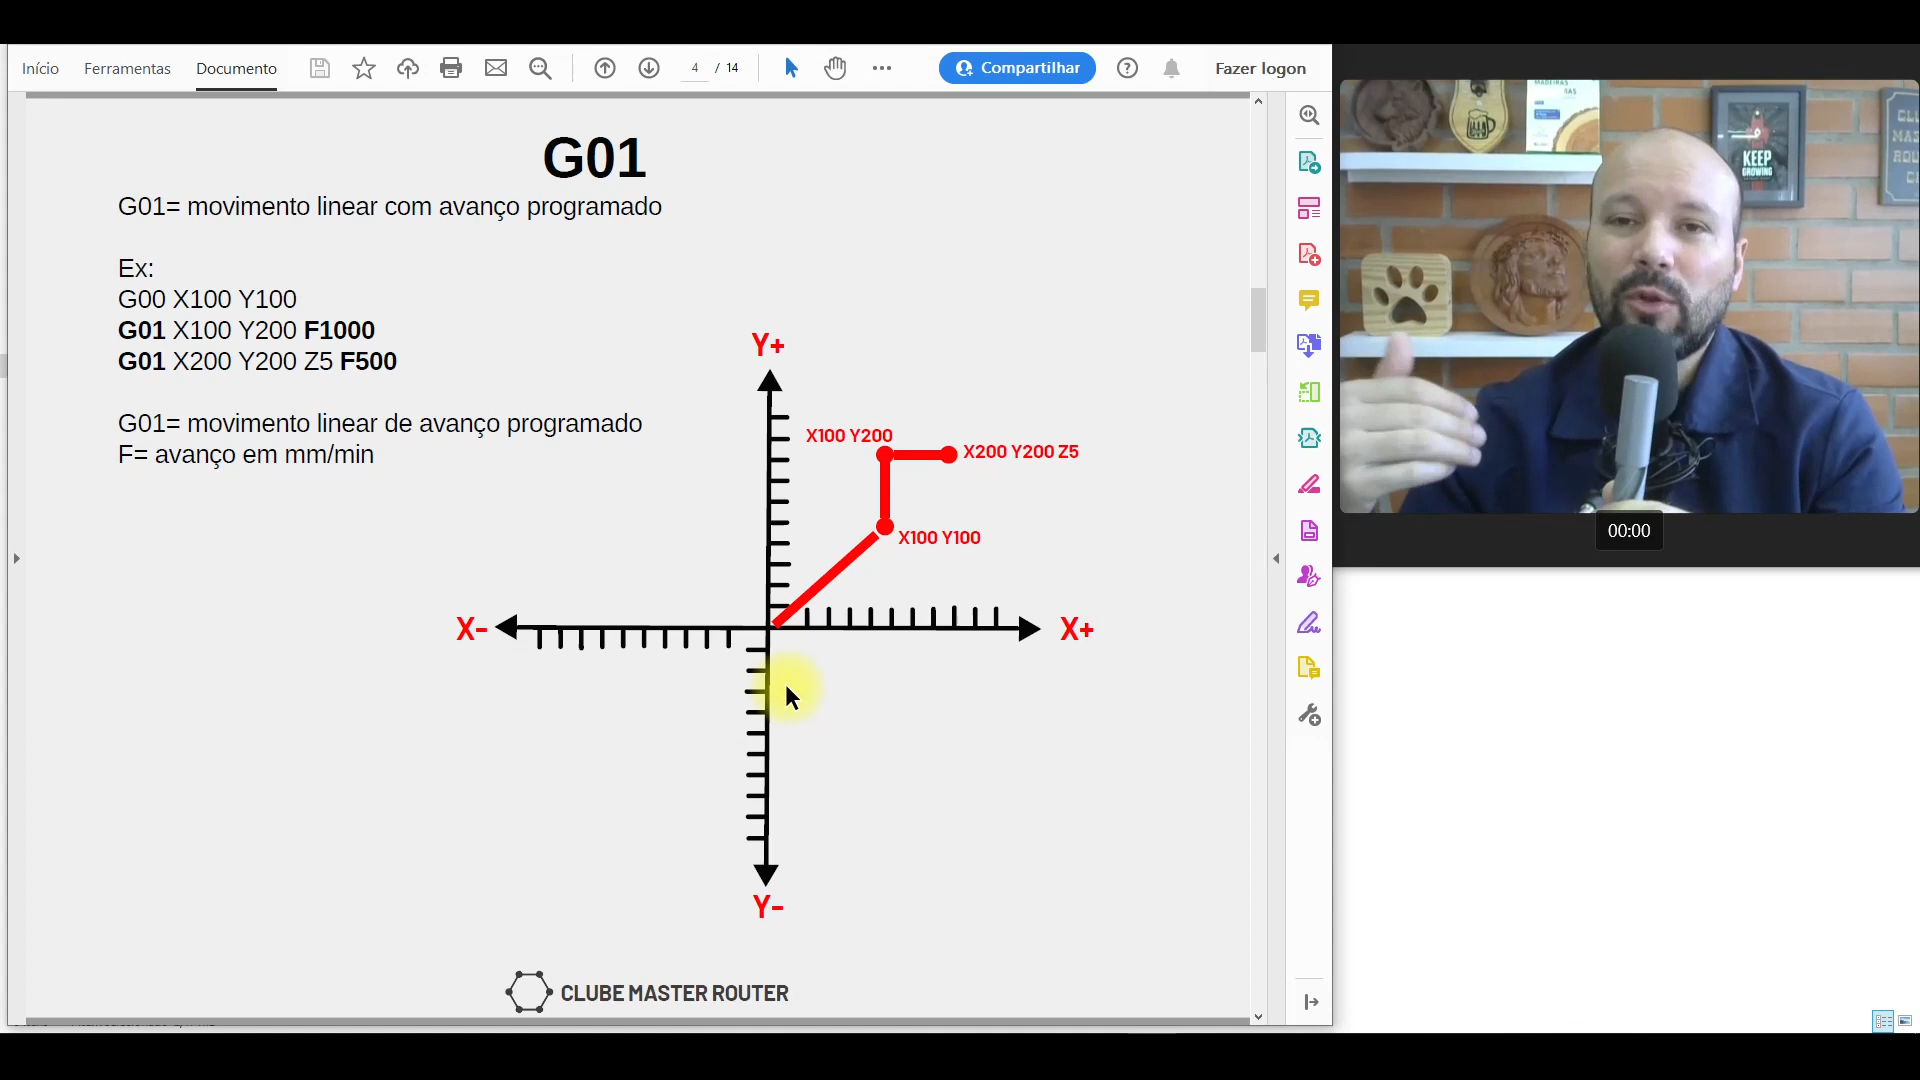 Início Ferramentas Documento 4 / 14 Compartilhar Fazer logon
G01
G01= movimento linear com avanço programado
Ex:
G00 X100 Y100
G01 X100 Y200 F1000
G01 X200 Y200 Z5 F500
G01= movimento linear de avanço programado
F= avanço em mm/min
Y+
X100 Y200
X200 Y200 Z5
X100 Y100
X-
X+
Y-
CLUBE MASTER ROUTER
KEEP
GROWING
00:00